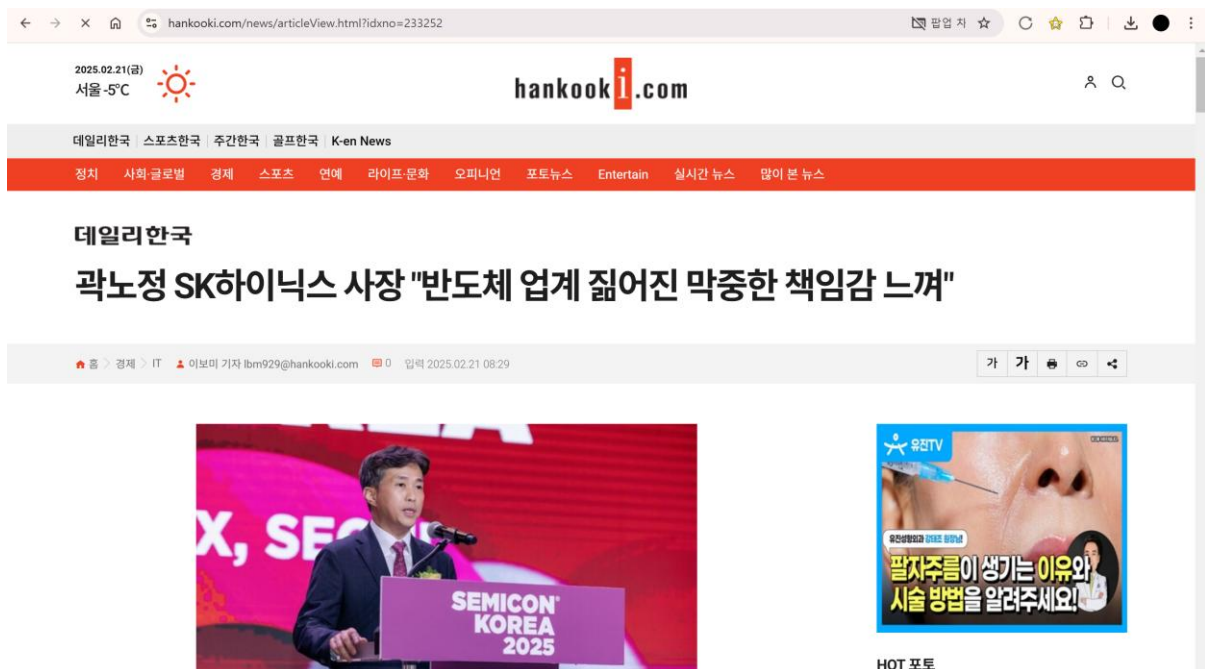 hankooki.com/news/articleView.html?idxno=233252
팝업 차
2025.02.21(금)
서울 -5℃
hankooki.com
데일리한국 스포츠한국 주간한국 골프한국 K-en News
정치 사회·글로벌 경제 스포츠 연예 라이프·문화 오피니언 포토뉴스 Entertain 실시간 뉴스 많이 본 뉴스
데일리한국
곽노정 SK하이닉스 사장 "반도체 업계 짊어진 막중한 책임감 느껴"
홈 > 경제 > IT 이보미 기자 lbm929@hankooki.com 0 입력 2025.02.21 08:29
가 가
X, SE
SEMICON®
KOREA
2025
유진TV
유진성형외과
팔자주름이 생기는 이유와
시술 방법을 알려주세요!
HOT 포토